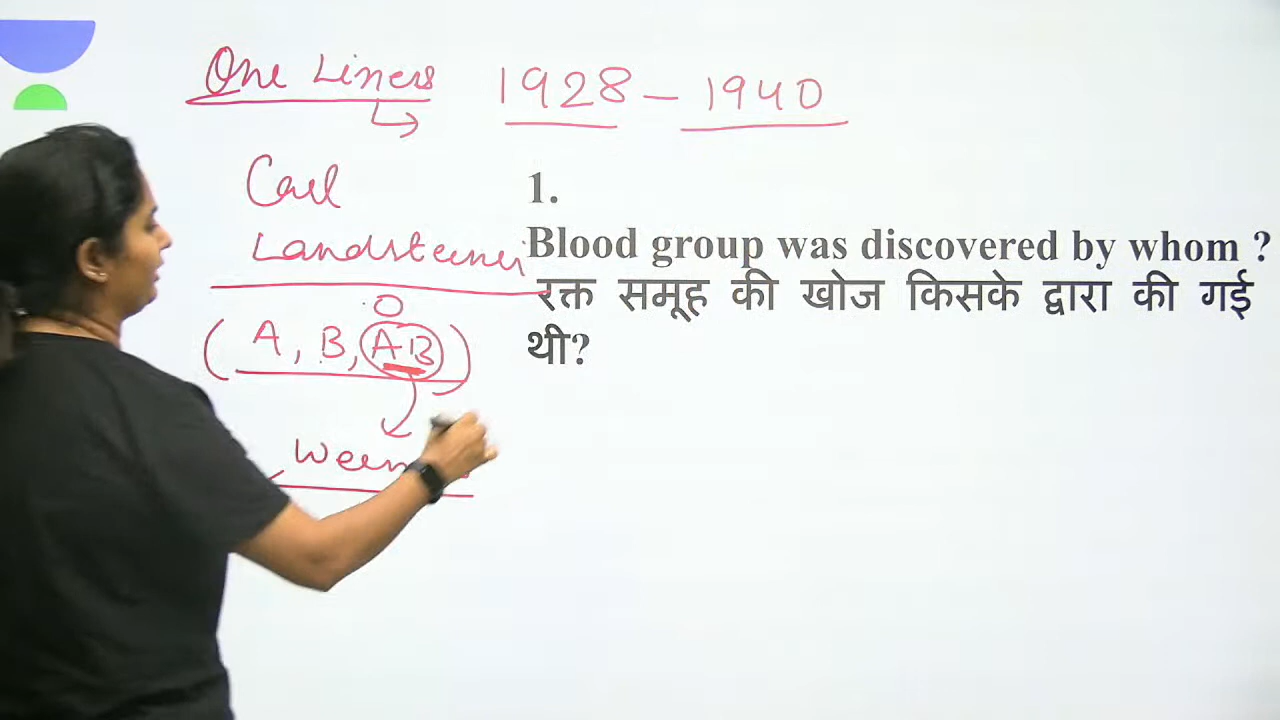 One Liners 1928 - 1940
Carl
Landsteiner
O
( A, B, AB )
1.
Blood group was discovered by whom ?
रक्त समूह की खोज किसके द्वारा की गई
थी?